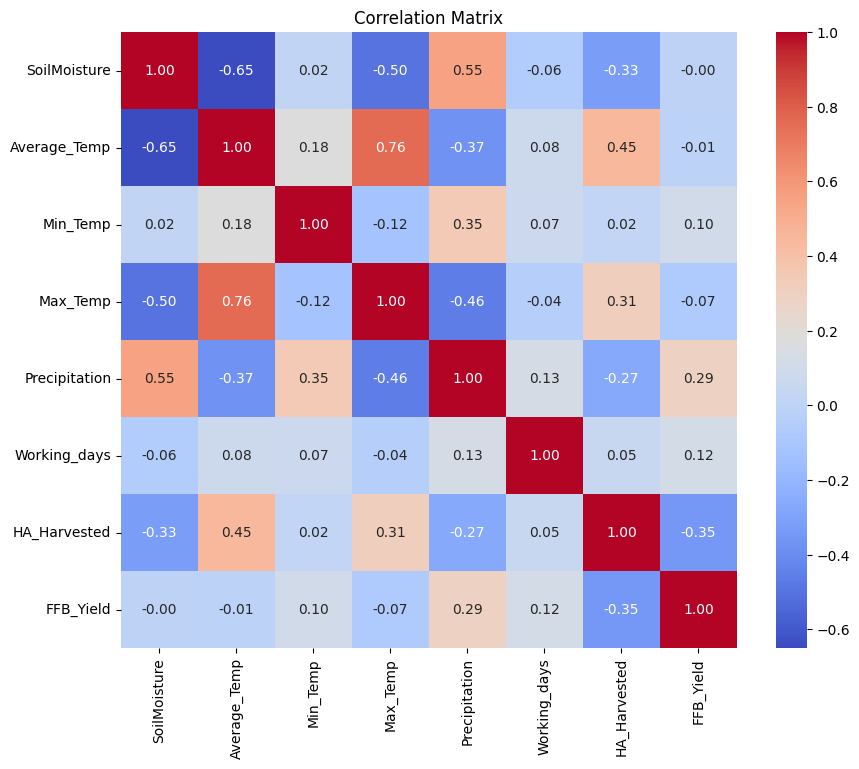 Correlation Matrix
SoilMoisture 1.00 -0.65 0.02 -0.50 0.55 -0.06 -0.33 -0.00
Average_Temp -0.65 1.00 0.18 0.76 -0.37 0.08 0.45 -0.01
Min_Temp 0.02 0.18 1.00 -0.12 0.35 0.07 0.02 0.10
Max_Temp -0.50 0.76 -0.12 1.00 -0.46 -0.04 0.31 -0.07
Precipitation 0.55 -0.37 0.35 -0.46 1.00 0.13 -0.27 0.29
Working_days -0.06 0.08 0.07 -0.04 0.13 1.00 0.05 0.12
HA_Harvested -0.33 0.45 0.02 0.31 -0.27 0.05 1.00 -0.35
FFB_Yield -0.00 -0.01 0.10 -0.07 0.29 0.12 -0.35 1.00
SoilMoisture
Average_Temp
Min_Temp
Max_Temp
Precipitation
Working_days
HA_Harvested
FFB_Yield
1.0
0.8
0.6
0.4
0.2
0.0
−0.2
−0.4
−0.6